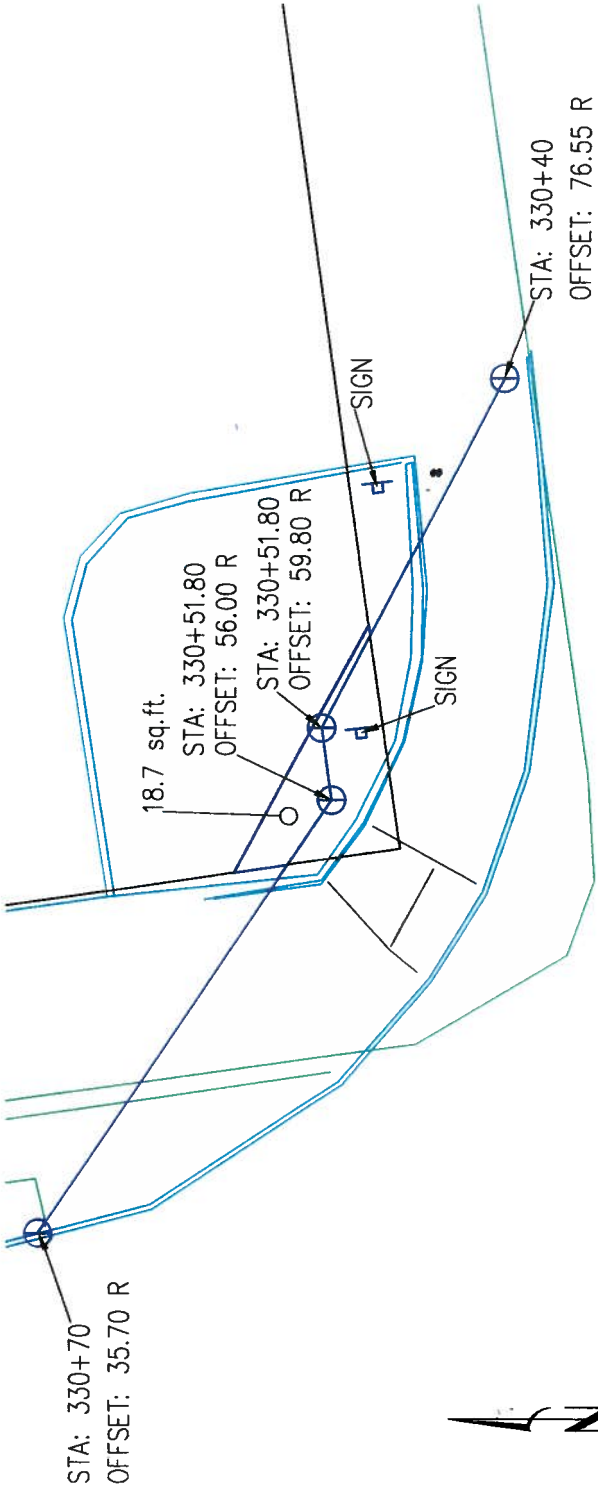 STA: 330+70
OFFSET: 35.70 R
18.7 sq.ft.
STA: 330+51.80
OFFSET: 56.00 R
STA: 330+51.80
OFFSET: 59.80 R
SIGN
SIGN
STA: 330+40
OFFSET: 76.55 R
N